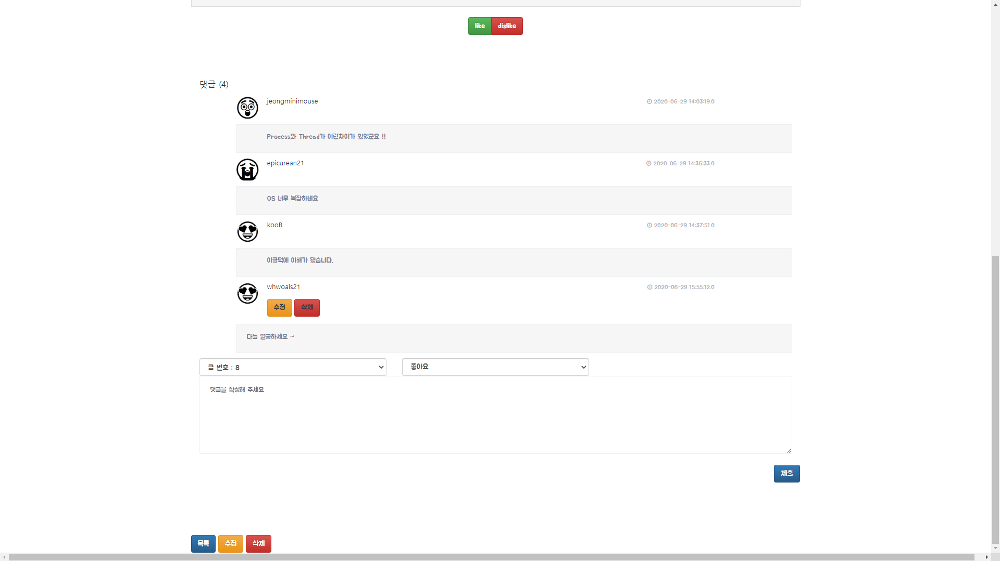 like dislike
댓글 (4)
jeongminimouse 2020-06-29 14:03:19.0
Process와 Thread가 이런차이가 있었군요 !!
epicurean21 2020-06-29 14:36:33.0
OS 너무 복잡하네요
kooB 2020-06-29 14:37:51.0
이글덕에 이해가 됐습니다.
whwoals21 2020-06-29 15:55:12.0
수정 삭제
다들 열공하세요 ~
글 번호 : 8 좋아요
댓글을 작성해 주세요
제출
목록 수정 삭제